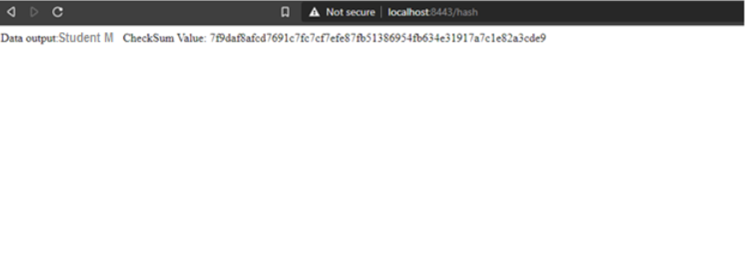 Not secure | localhost:8443/hash
Data output:Student M CheckSum Value: 7f9daf8afcd7691c7fc7cf7efe87fb51386954fb634e31917a7c1e82a3cde9